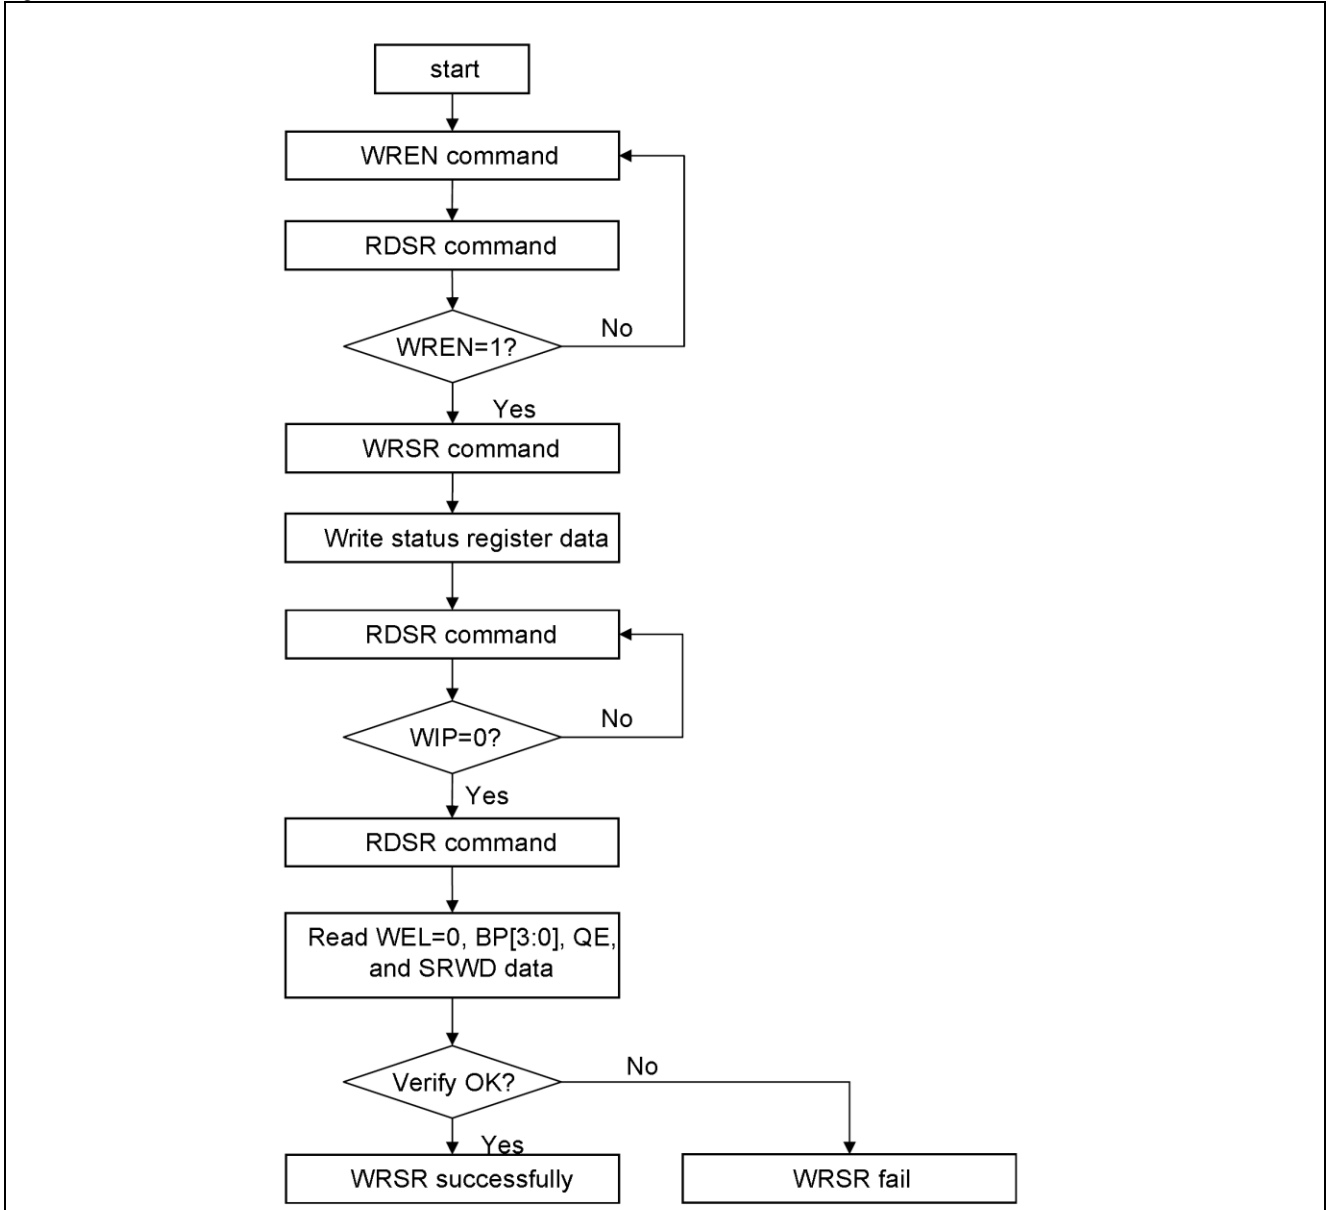 start
WREN command
RDSR command
WREN=1?
No
Yes
WRSR command
Write status register data
RDSR command
WIP=0?
No
Yes
RDSR command
Read WEL=0, BP[3:0], QE,
and SRWD data
Verify OK?
No
Yes
WRSR successfully
WRSR fail